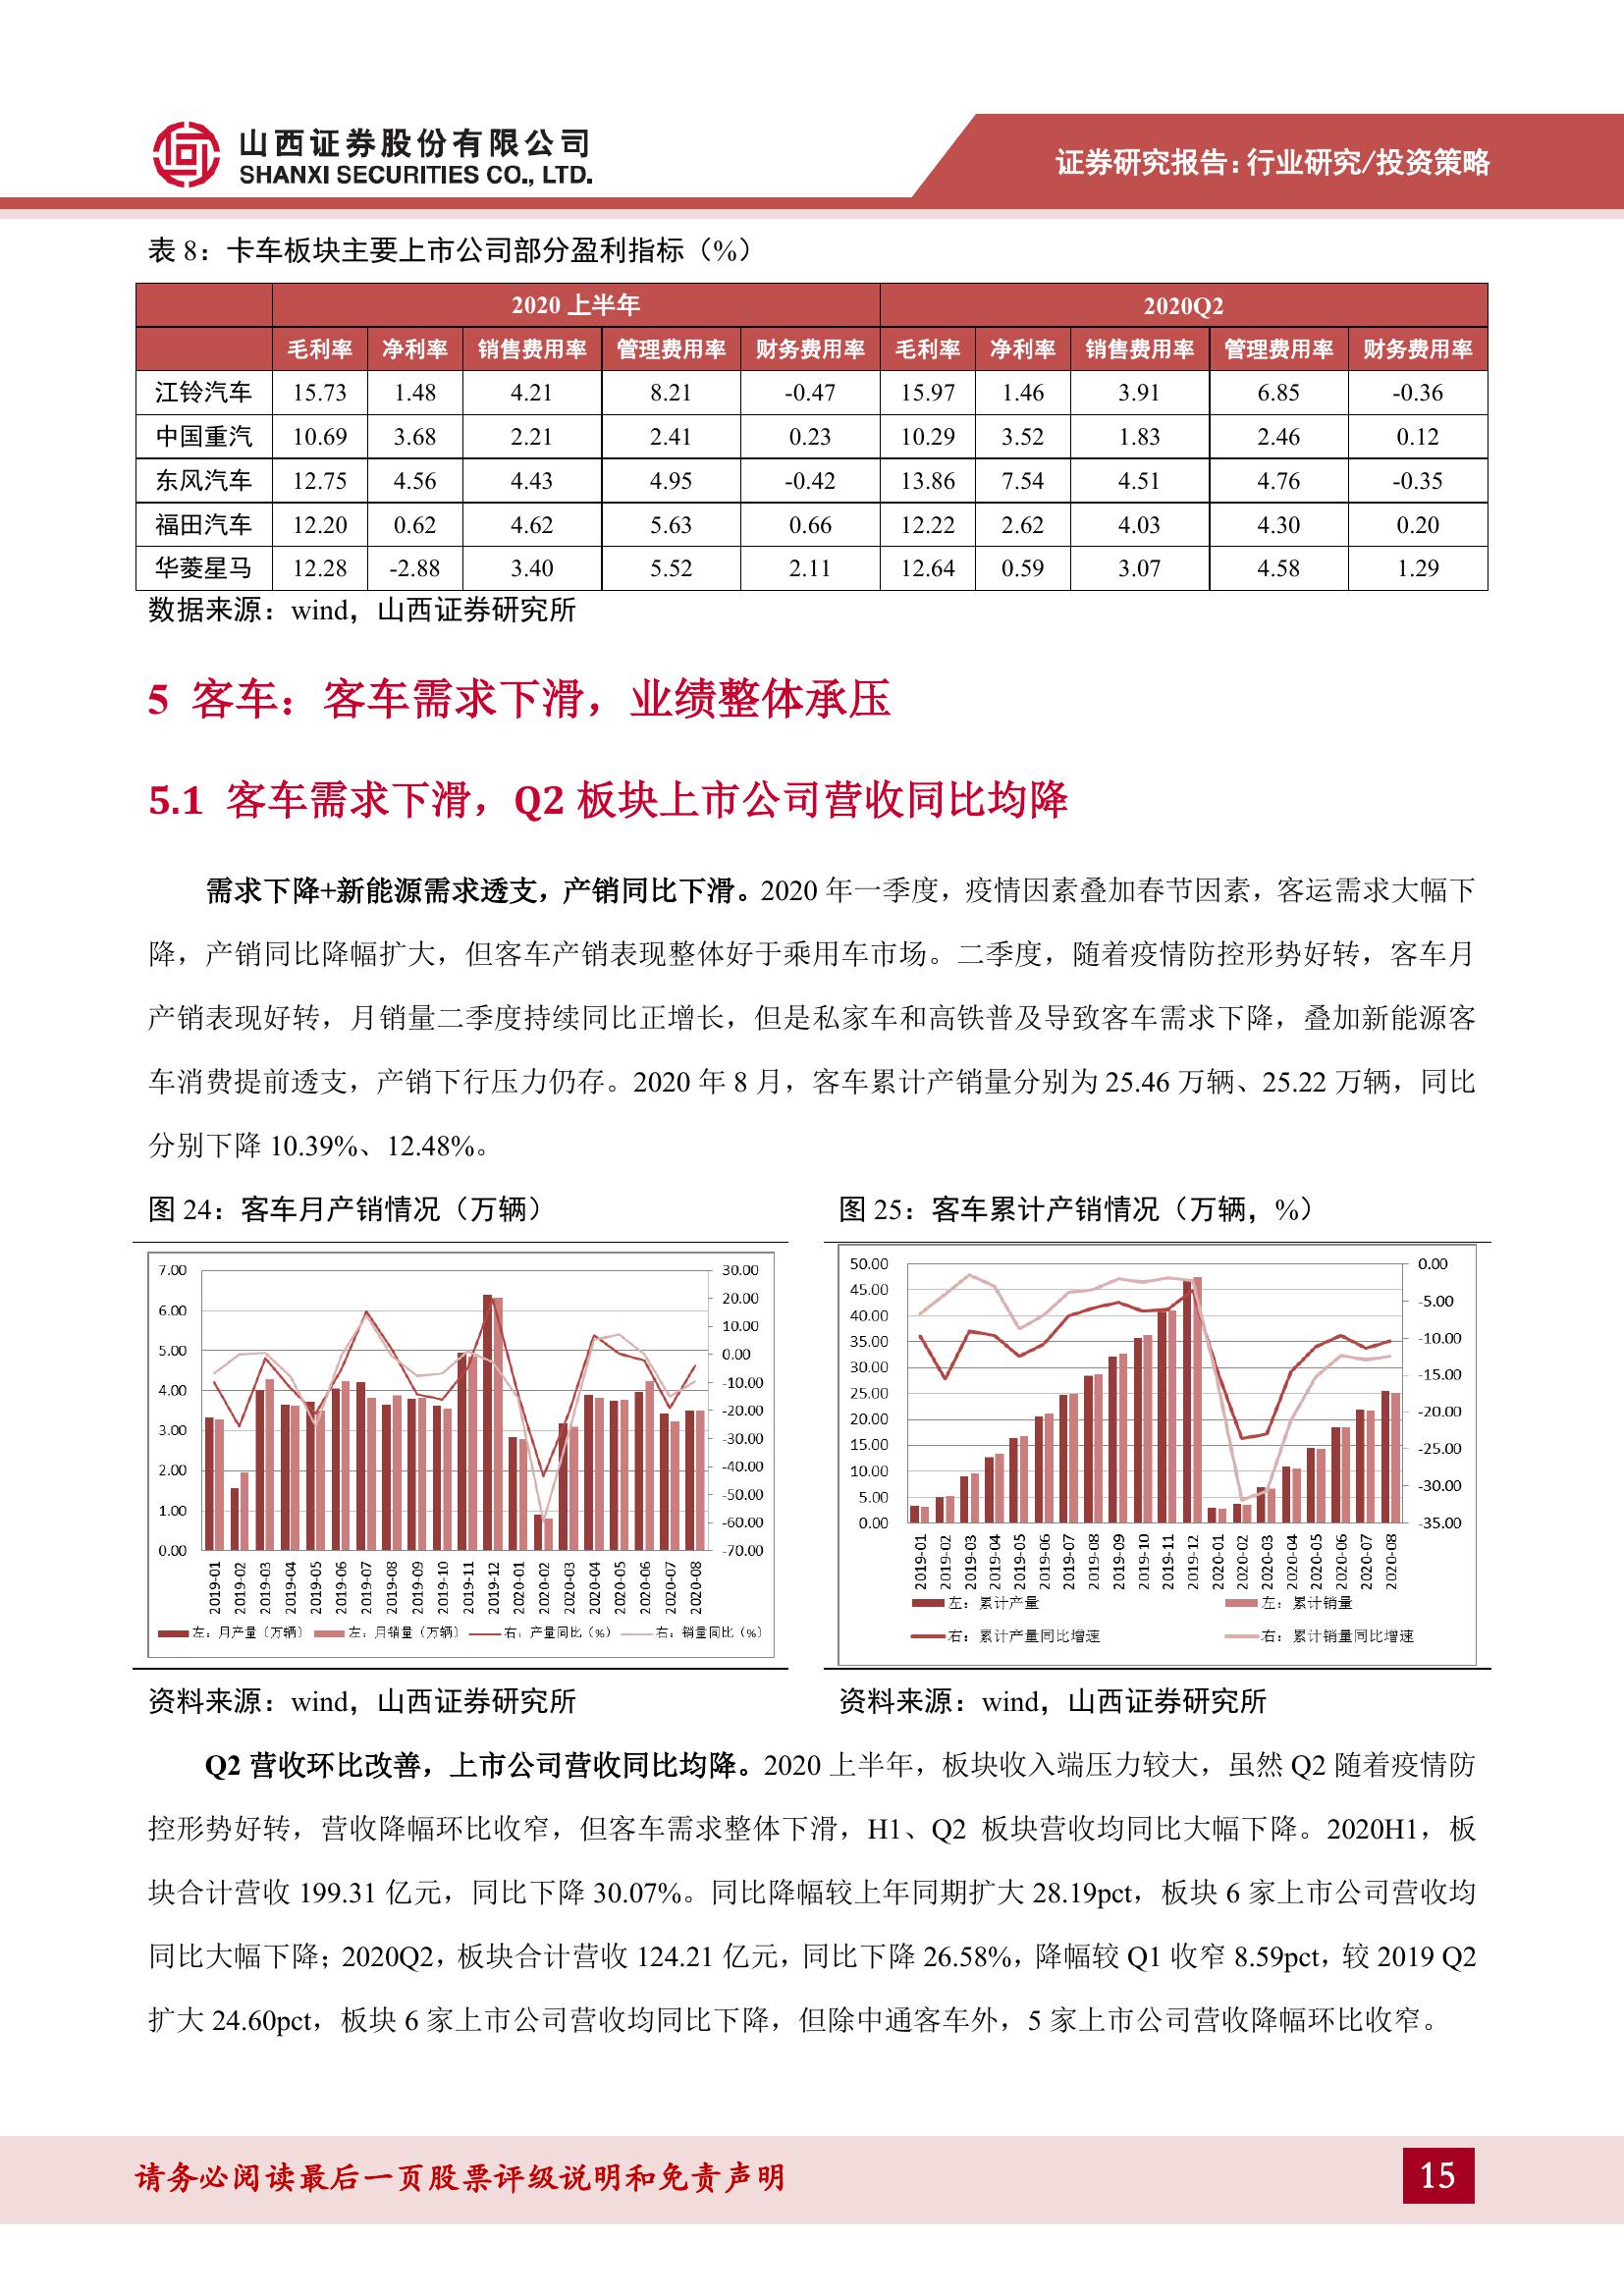 山西证券股份有限公司
SHANXI SECURITIES CO., LTD.
证券研究报告：行业研究/投资策略
表 8：卡车板块主要上市公司部分盈利指标（%）
2020 上半年 2020Q2
毛利率 净利率 销售费用率 管理费用率 财务费用率 毛利率 净利率 销售费用率 管理费用率 财务费用率
江铃汽车 15.73 1.48 4.21 8.21 -0.47 15.97 1.46 3.91 6.85 -0.36
中国重汽 10.69 3.68 2.21 2.41 0.23 10.29 3.52 1.83 2.46 0.12
东风汽车 12.75 4.56 4.43 4.95 -0.42 13.86 7.54 4.51 4.76 -0.35
福田汽车 12.20 0.62 4.62 5.63 0.66 12.22 2.62 4.03 4.30 0.20
华菱星马 12.28 -2.88 3.40 5.52 2.11 12.64 0.59 3.07 4.58 1.29
数据来源：wind，山西证券研究所
5 客车：客车需求下滑，业绩整体承压
5.1 客车需求下滑，Q2 板块上市公司营收同比均降
需求下降+新能源需求透支，产销同比下滑。2020 年一季度，疫情因素叠加春节因素，客运需求大幅下
降，产销同比降幅扩大，但客车产销表现整体好于乘用车市场。二季度，随着疫情防控形势好转，客车月
产销表现好转，月销量二季度持续同比正增长，但是私家车和高铁普及导致客车需求下降，叠加新能源客
车消费提前透支，产销下行压力仍存。2020 年 8 月，客车累计产销量分别为 25.46 万辆、25.22 万辆，同比
分别下降 10.39%、12.48%。
图 24：客车月产销情况（万辆）
7.00 30.00
6.00 20.00
5.00 10.00
4.00 0.00
3.00 -10.00
2.00 -20.00
1.00 -30.00
0.00 -40.00
-50.00
-60.00
-70.00
2019-01 2019-02 2019-03 2019-04 2019-05 2019-06 2019-07 2019-08 2019-09 2019-10 2019-11 2019-12 2020-01 2020-02 2020-03 2020-04 2020-05 2020-06 2020-07 2020-08
左：月产量（万辆） 左：月销量（万辆） 右：产量同比（%） 右：销量同比（%）
资料来源：wind，山西证券研究所
图 25：客车累计产销情况（万辆，%）
50.00 0.00
45.00 -5.00
40.00 -10.00
35.00 -15.00
30.00 -20.00
25.00 -25.00
20.00 -30.00
15.00 -35.00
10.00
5.00
0.00
2019-01 2019-02 2019-03 2019-04 2019-05 2019-06 2019-07 2019-08 2019-09 2019-10 2019-11 2019-12 2020-01 2020-02 2020-03 2020-04 2020-05 2020-06 2020-07 2020-08
左：累计产量 左：累计销量
右：累计产量同比增速 右：累计销量同比增速
资料来源：wind，山西证券研究所
Q2 营收环比改善，上市公司营收同比均降。2020 上半年，板块收入端压力较大，虽然 Q2 随着疫情防
控形势好转，营收降幅环比收窄，但客车需求整体下滑，H1、Q2 板块营收均同比大幅下降。2020H1，板
块合计营收 199.31 亿元，同比下降 30.07%。同比降幅较上年同期扩大 28.19pct，板块 6 家上市公司营收均
同比大幅下降；2020Q2，板块合计营收 124.21 亿元，同比下降 26.58%，降幅较 Q1 收窄 8.59pct，较 2019 Q2
扩大 24.60pct，板块 6 家上市公司营收均同比下降，但除中通客车外，5 家上市公司营收降幅环比收窄。
请务必阅读最后一页股票评级说明和免责声明
15